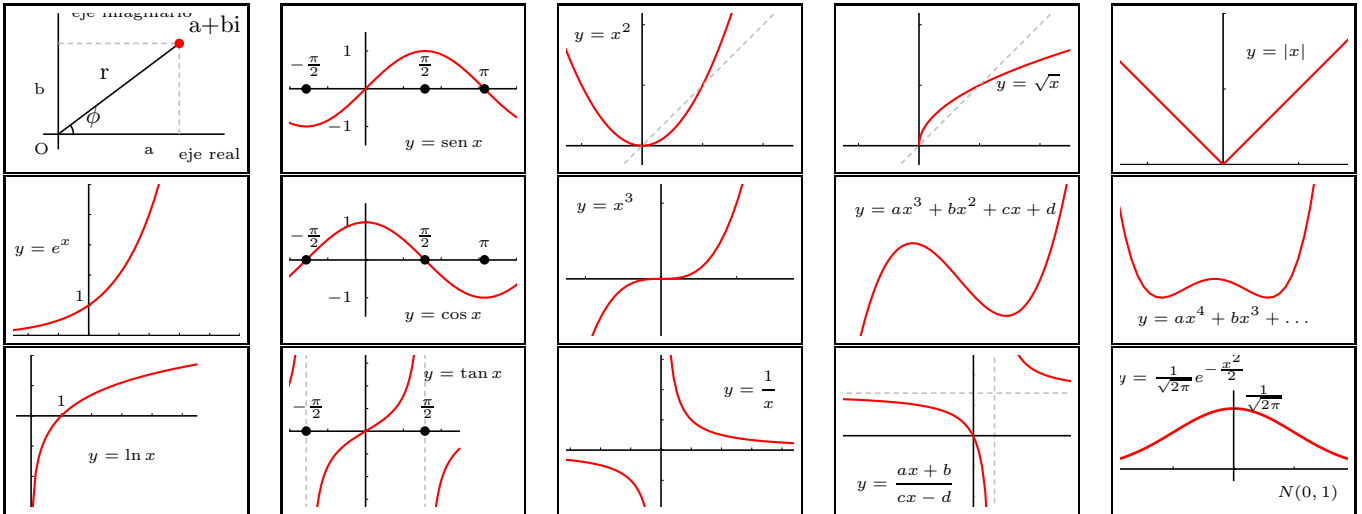 eje imaginario
a+bi
r
b
ϕ
O
a
eje real
1
−π/2
π/2
π
−1
y = sen x
y = x²
y = √x
y = |x|
y = eˣ
1
1
−π/2
π/2
π
−1
y = cos x
y = x³
y = ax³ + bx² + cx + d
y = ax⁴ + bx³ + . . .
1
y = ln x
y = tan x
−π/2
π/2
y = 1/x
y = (ax + b)/(cx − d)
y = 1/√2π e^(−x²/2)
1/√2π
N(0, 1)